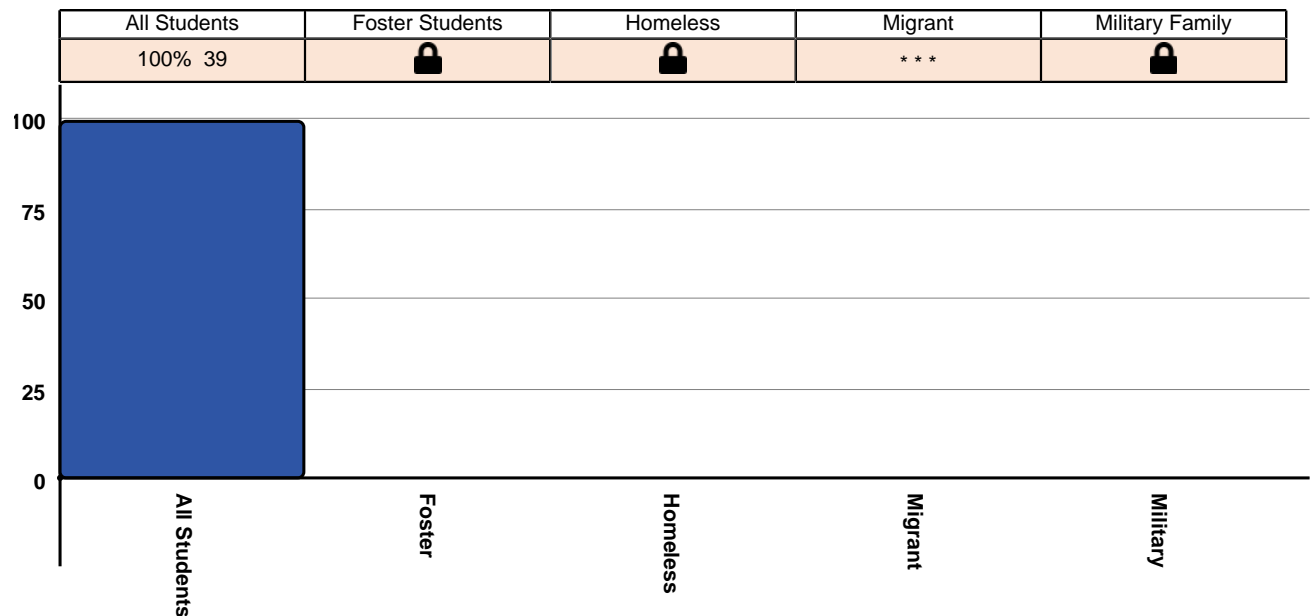 All Students Foster Students Homeless Migrant Military Family
100% 39 * * *
100
75
50
25
0
All Students Foster Homeless Migrant Military